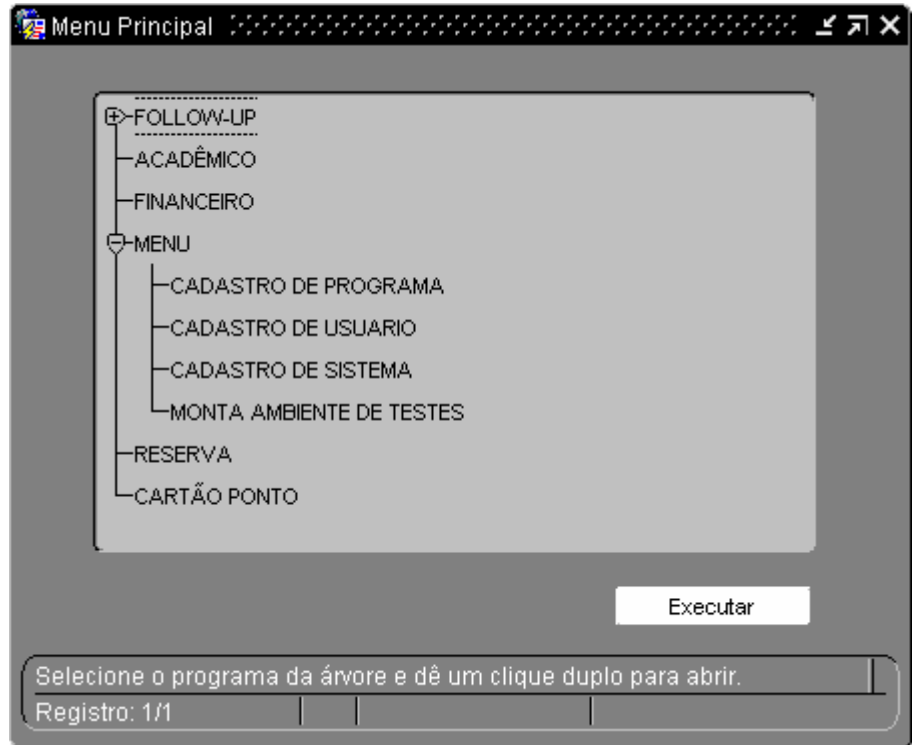 Menu Principal
FOLLOW-UP
ACADÊMICO
FINANCEIRO
MENU
CADASTRO DE PROGRAMA
CADASTRO DE USUARIO
CADASTRO DE SISTEMA
MONTA AMBIENTE DE TESTES
RESERVA
CARTÃO PONTO
Executar
Selecione o programa da árvore e dê um clique duplo para abrir.
Registro: 1/1